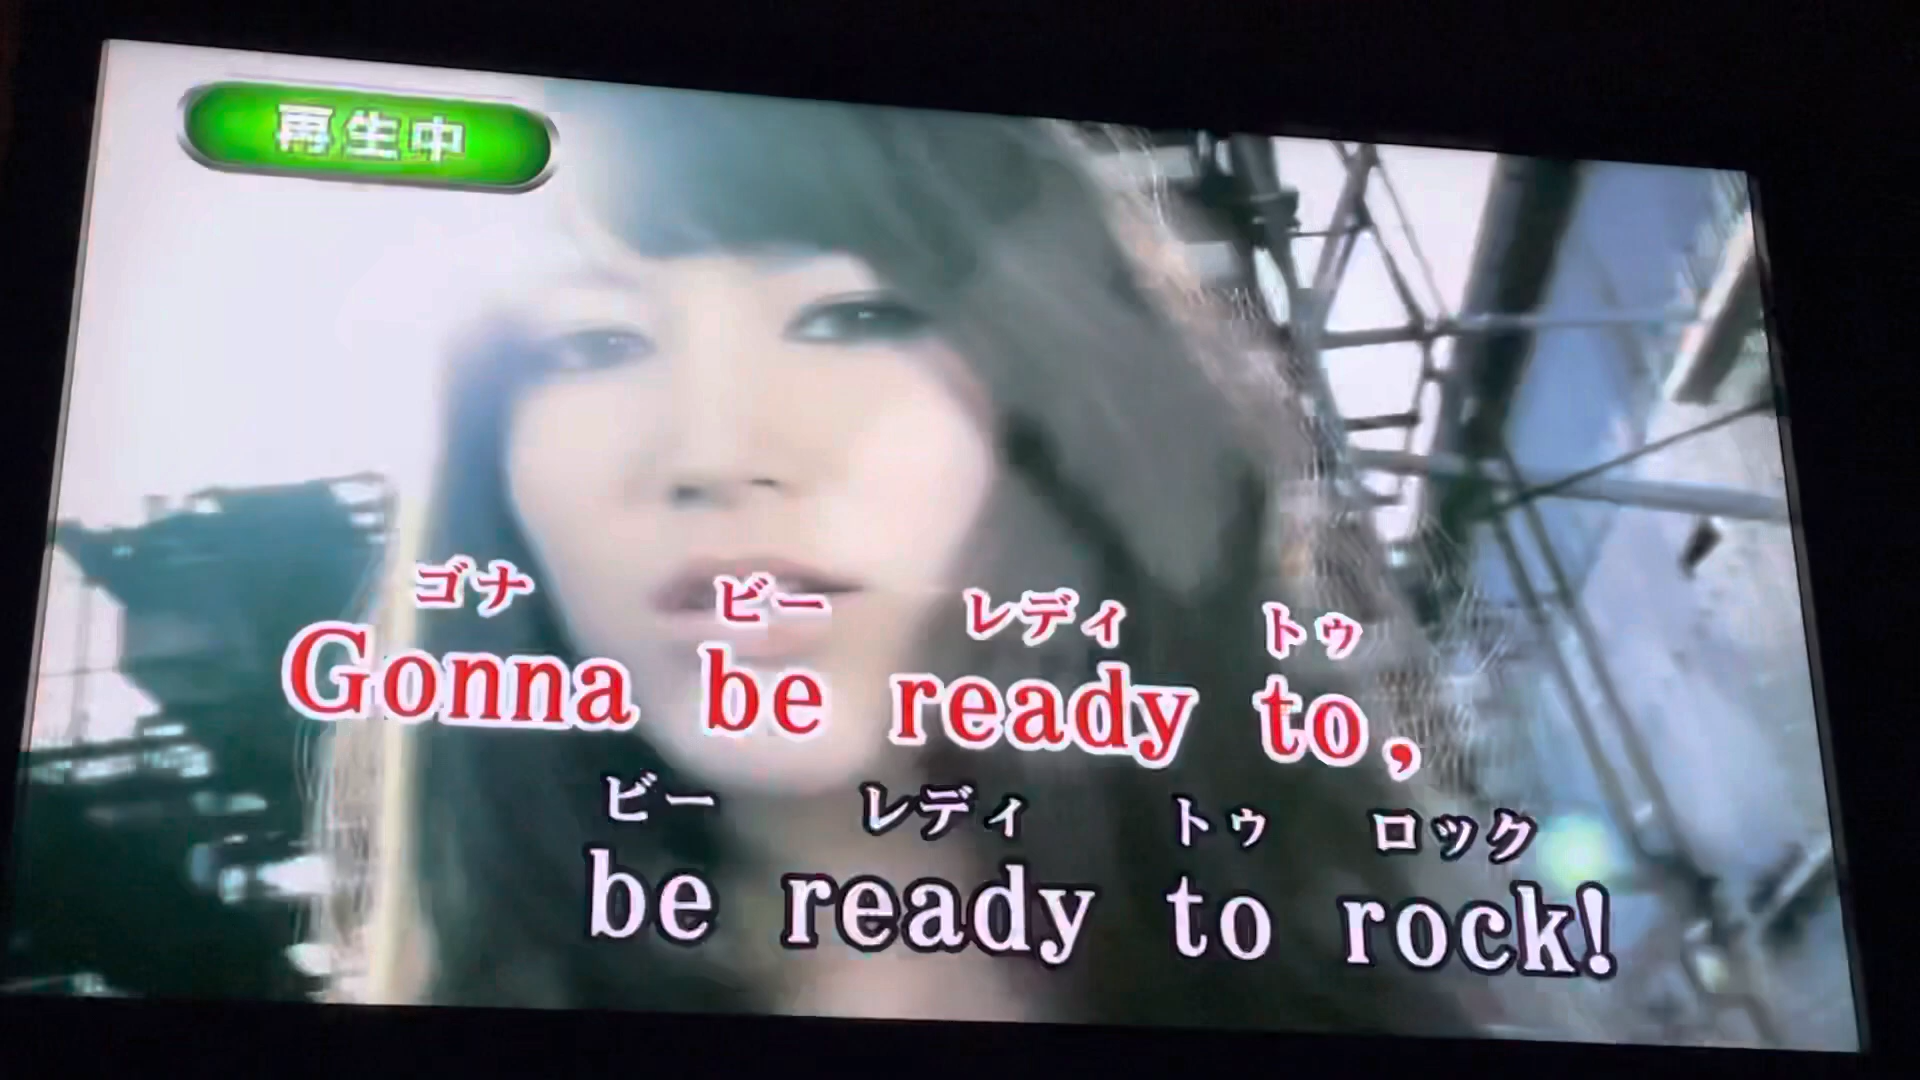 再生中
ゴナ ビー レディ トゥ
Gonna be ready to,
ビー レディ トゥ ロック
be ready to rock!